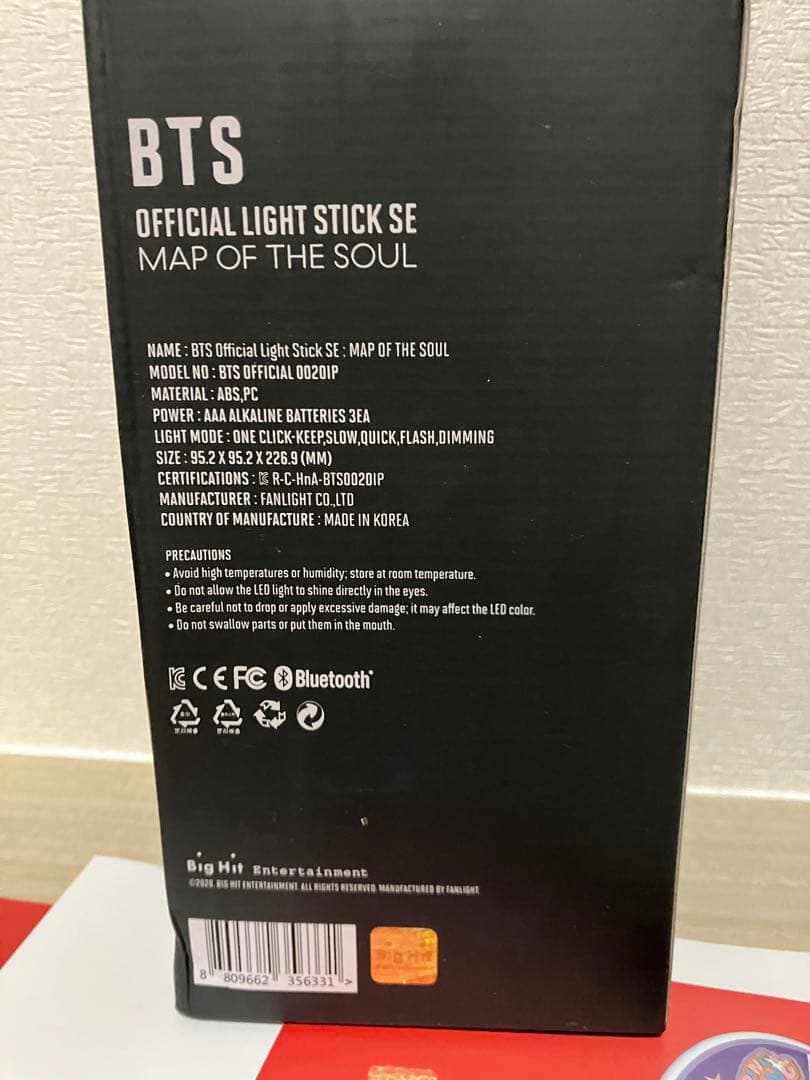 BTS
OFFICIAL LIGHT STICK SE
MAP OF THE SOUL
NAME : BTS Official Light Stick SE : MAP OF THE SOUL
MODEL NO : BTS OFFICIAL 00201P
MATERIAL : ABS,PC
POWER : AAA ALKALINE BATTERIES 3EA
LIGHT MODE : ONE CLICK-KEEP,SLOW,QUICK,FLASH,DIMMING
SIZE : 95.2 X 95.2 X 226.9 (MM)
CERTIFICATIONS : R-C-HnA-BTS00201P
MANUFACTURER : FANLIGHT CO.,LTD
COUNTRY OF MANUFACTURE : MADE IN KOREA
PRECAUTIONS
• Avoid high temperatures or humidity; store at room temperature.
• Do not allow the LED light to shine directly in the eyes.
• Be careful not to drop or apply excessive damage; it may affect the LED color.
• Do not swallow parts or put them in the mouth.
CE FC Bluetooth®
Big Hit Entertainment
©2020. BIG HIT ENTERTAINMENT. ALL RIGHTS RESERVED. MANUFACTURED BY FANLIGHT
8 809662 356331 >
Big Hit